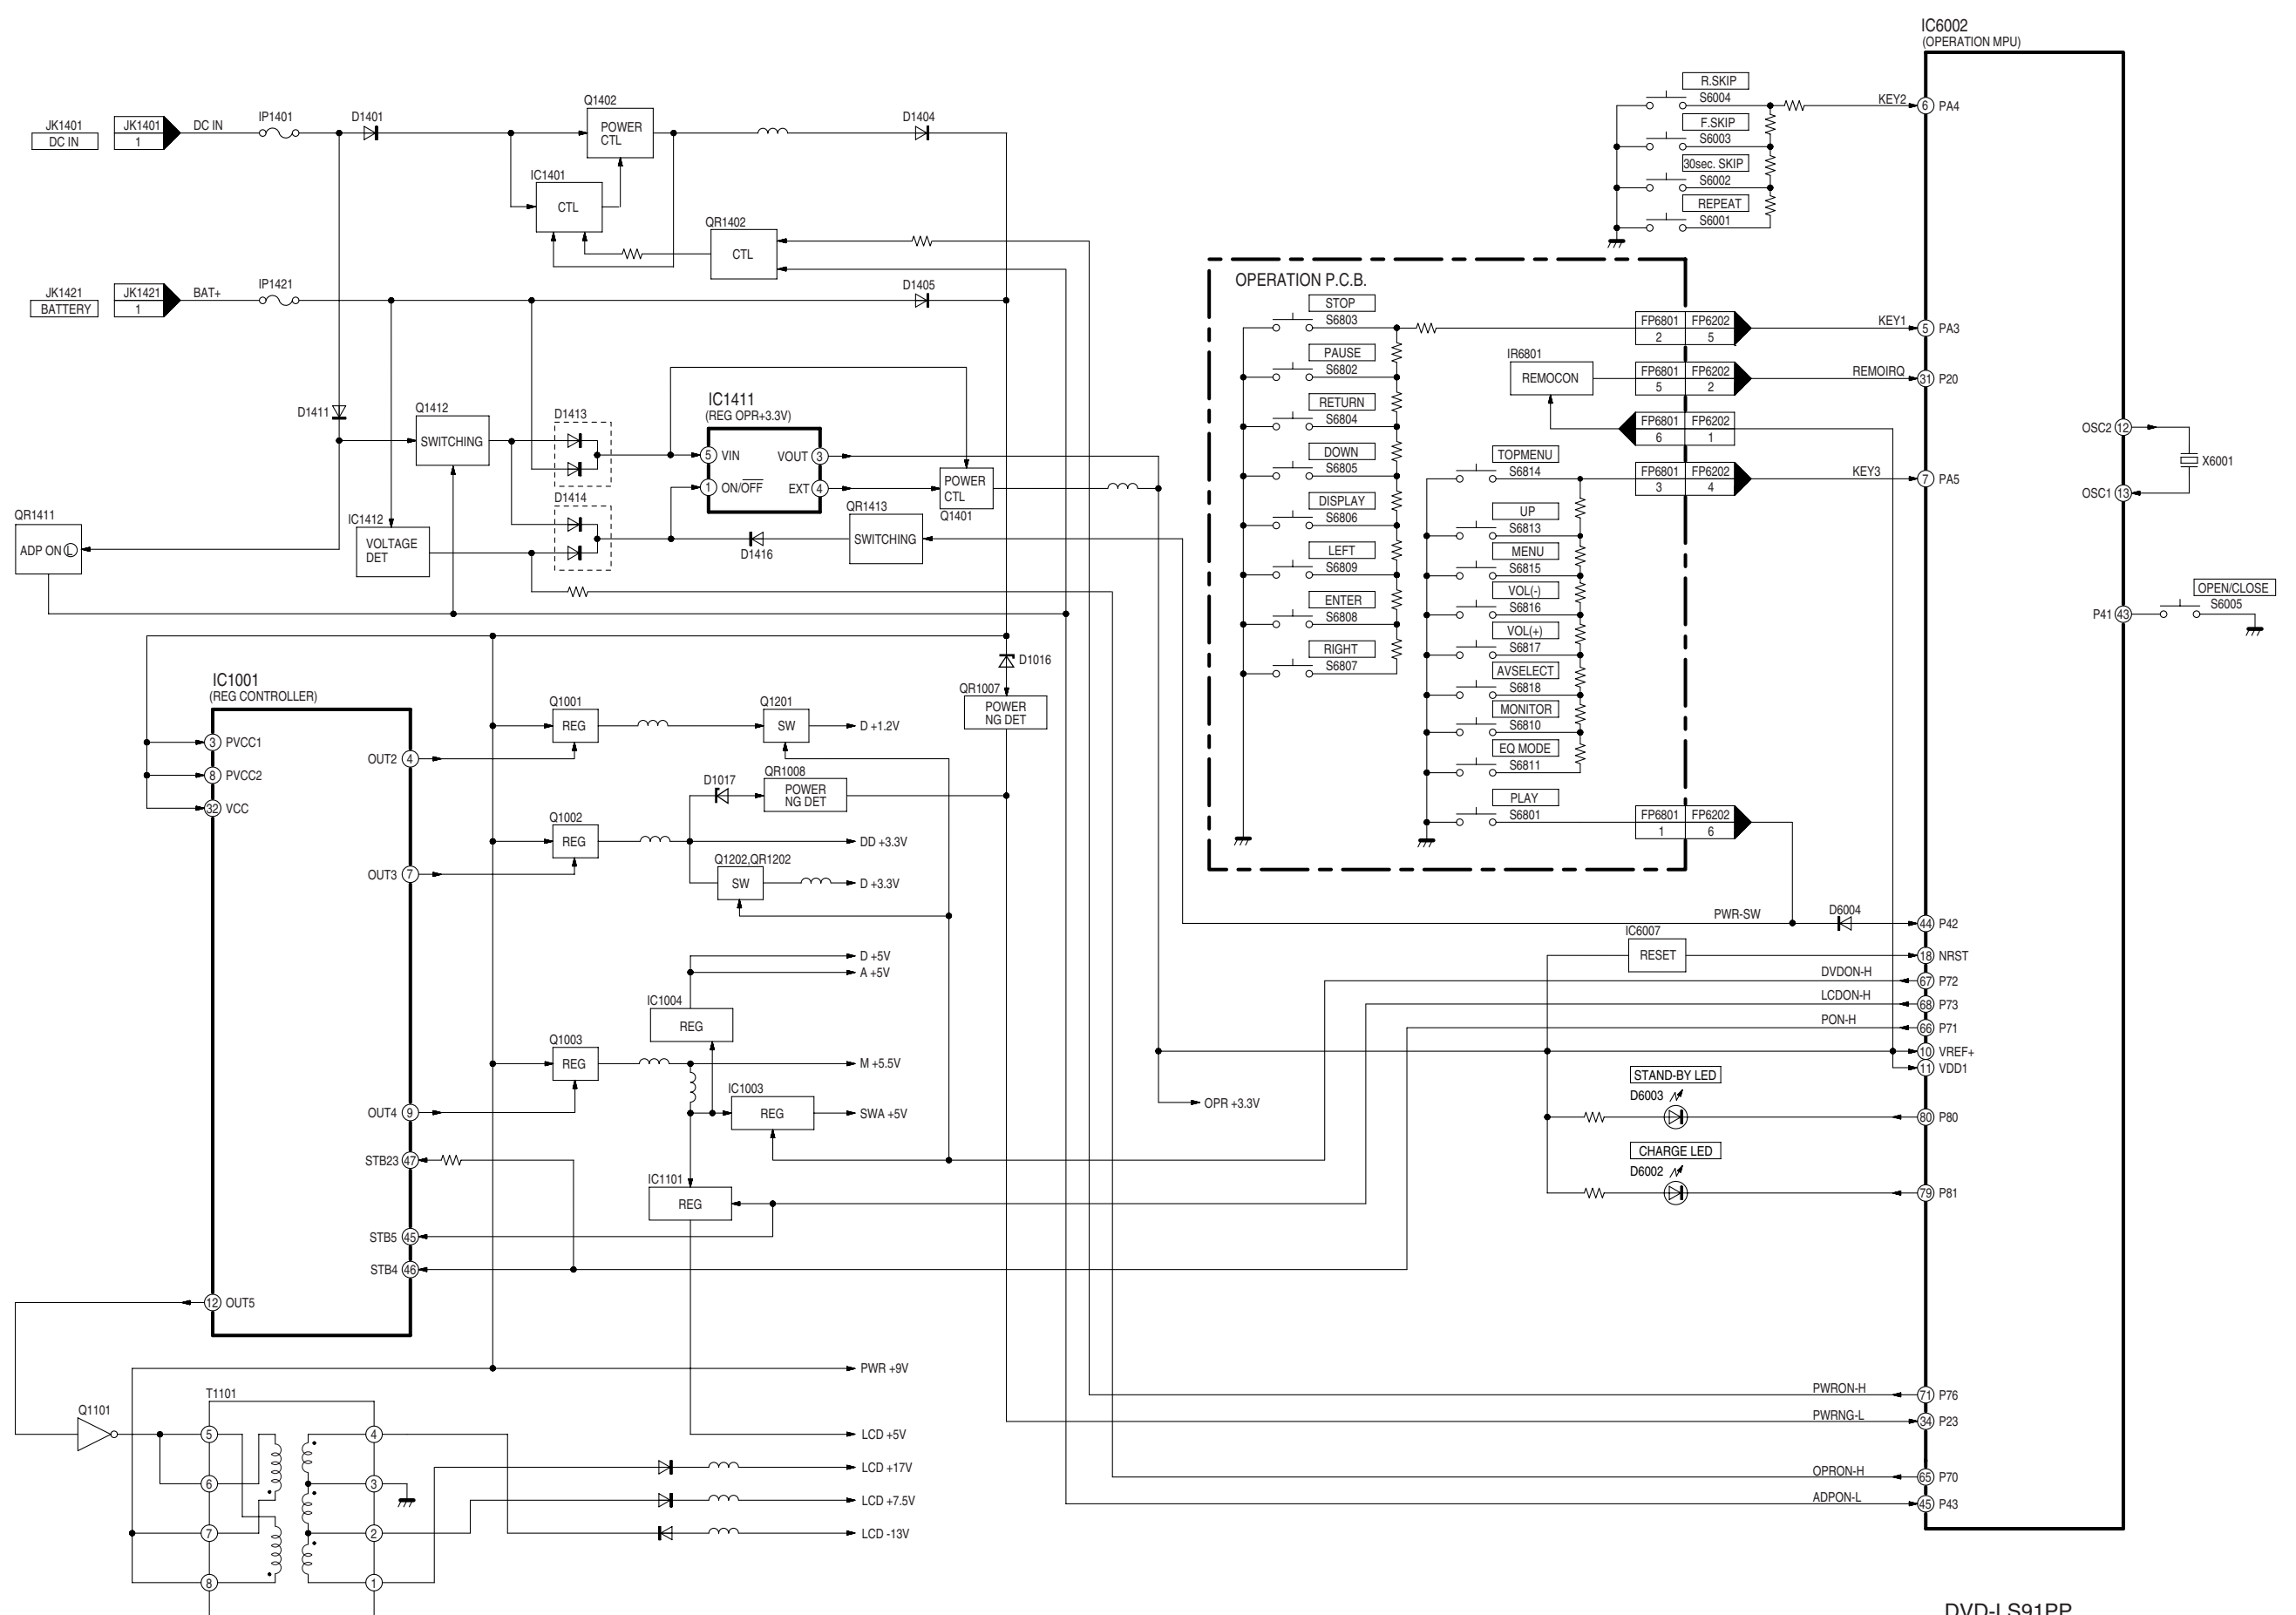 IC6002
(OPERATION MPU)
R.SKIP
S6004
KEY2
6 PA4
F.SKIP
S6003
30sec. SKIP
S6002
REPEAT
S6001
JK1401
DC IN
JK1401
1
DC IN
IP1401
D1401
Q1402
POWER
CTL
D1404
IC1401
CTL
QR1402
CTL
JK1421
BATTERY
JK1421
1
BAT+
IP1421
D1405
OPERATION P.C.B.
STOP
S6803
FP6801
2
FP6202
5
KEY1
5 PA3
PAUSE
S6802
IR6801
REMOCON
FP6801
5
FP6202
2
REMOIRQ
31 P20
RETURN
S6804
FP6801
6
FP6202
1
DOWN
S6805
TOPMENU
S6814
FP6801
3
FP6202
4
KEY3
7 PA5
DISPLAY
S6806
UP
S6813
LEFT
S6809
MENU
S6815
ENTER
S6808
VOL(-)
S6816
RIGHT
S6807
VOL(+)
S6817
AVSELECT
S6818
MONITOR
S6810
EQ MODE
S6811
PLAY
S6801
FP6801
1
FP6202
6
OSC2 12
X6001
OSC1 13
OPEN/CLOSE
S6005
P41 43
D1411
Q1412
SWITCHING
D1413
IC1411
(REG OPR+3.3V)
5 VIN
VOUT 3
1 ON/OFF
EXT 4
POWER
CTL
Q1401
D1414
QR1411
ADP ON L
IC1412
VOLTAGE
DET
D1416
QR1413
SWITCHING
D1016
QR1007
POWER
NG DET
IC1001
(REG CONTROLLER)
3 PVCC1
8 PVCC2
32 VCC
OUT2 4
OUT3 7
OUT4 9
STB23 47
STB5 45
STB4 46
12 OUT5
Q1001
REG
Q1201
SW
D +1.2V
D1017
QR1008
POWER
NG DET
Q1002
REG
DD +3.3V
Q1202,QR1202
SW
D +3.3V
D +5V
A +5V
IC1004
REG
Q1003
REG
M +5.5V
IC1003
REG
SWA +5V
IC1101
REG
OPR +3.3V
PWR-SW
D6004
44 P42
IC6007
RESET
18 NRST
DVDON-H
67 P72
LCDON-H
68 P73
PON-H
66 P71
10 VREF+
11 VDD1
STAND-BY LED
D6003
80 P80
CHARGE LED
D6002
79 P81
PWR +9V
PWRON-H
71 P76
PWRNG-L
34 P23
OPRON-H
65 P70
ADPON-L
45 P43
Q1101
T1101
5
4
6
3
7
2
8
1
LCD +5V
LCD +17V
LCD +7.5V
LCD -13V
DVD-LS91PP